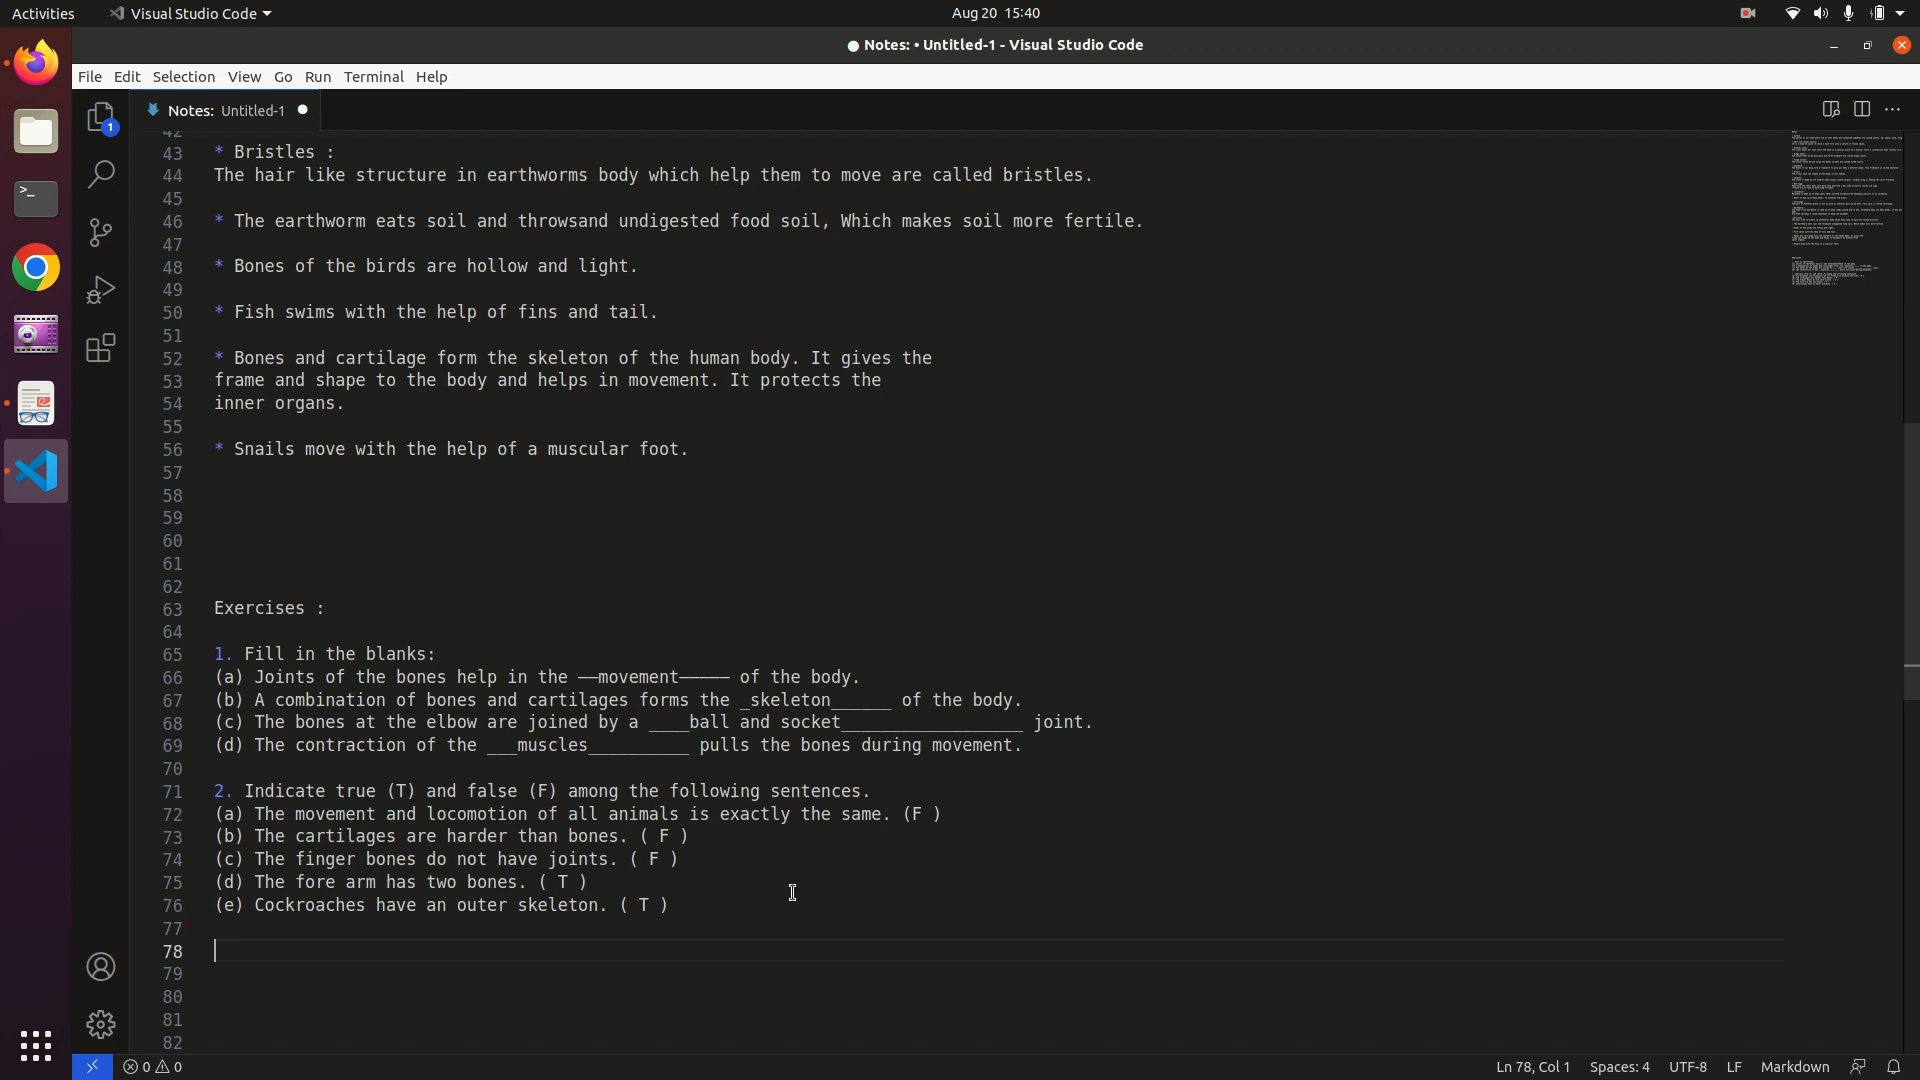 Activities
Visual Studio Code
Aug 20 15:40
● Notes: • Untitled-1 - Visual Studio Code
File Edit Selection View Go Run Terminal Help
Notes: Untitled-1
1
42
43 * Bristles :
44 The hair like structure in earthworms body which help them to move are called bristles.
45
46 * The earthworm eats soil and throwsand undigested food soil, Which makes soil more fertile.
47
48 * Bones of the birds are hollow and light.
49
50 * Fish swims with the help of fins and tail.
51
52 * Bones and cartilage form the skeleton of the human body. It gives the
53 frame and shape to the body and helps in movement. It protects the
54 inner organs.
55
56 * Snails move with the help of a muscular foot.
57
58
59
60
61
62
63 Exercises :
64
65 1. Fill in the blanks:
66 (a) Joints of the bones help in the ——movement————— of the body.
67 (b) A combination of bones and cartilages forms the _skeleton______ of the body.
68 (c) The bones at the elbow are joined by a ____ball and socket__________________ joint.
69 (d) The contraction of the ___muscles__________ pulls the bones during movement.
70
71 2. Indicate true (T) and false (F) among the following sentences.
72 (a) The movement and locomotion of all animals is exactly the same. (F )
73 (b) The cartilages are harder than bones. ( F )
74 (c) The finger bones do not have joints. ( F )
75 (d) The fore arm has two bones. ( T )
76 (e) Cockroaches have an outer skeleton. ( T )
77
78
79
80
81
82
0 0 Ln 78, Col 1 Spaces: 4 UTF-8 LF Markdown